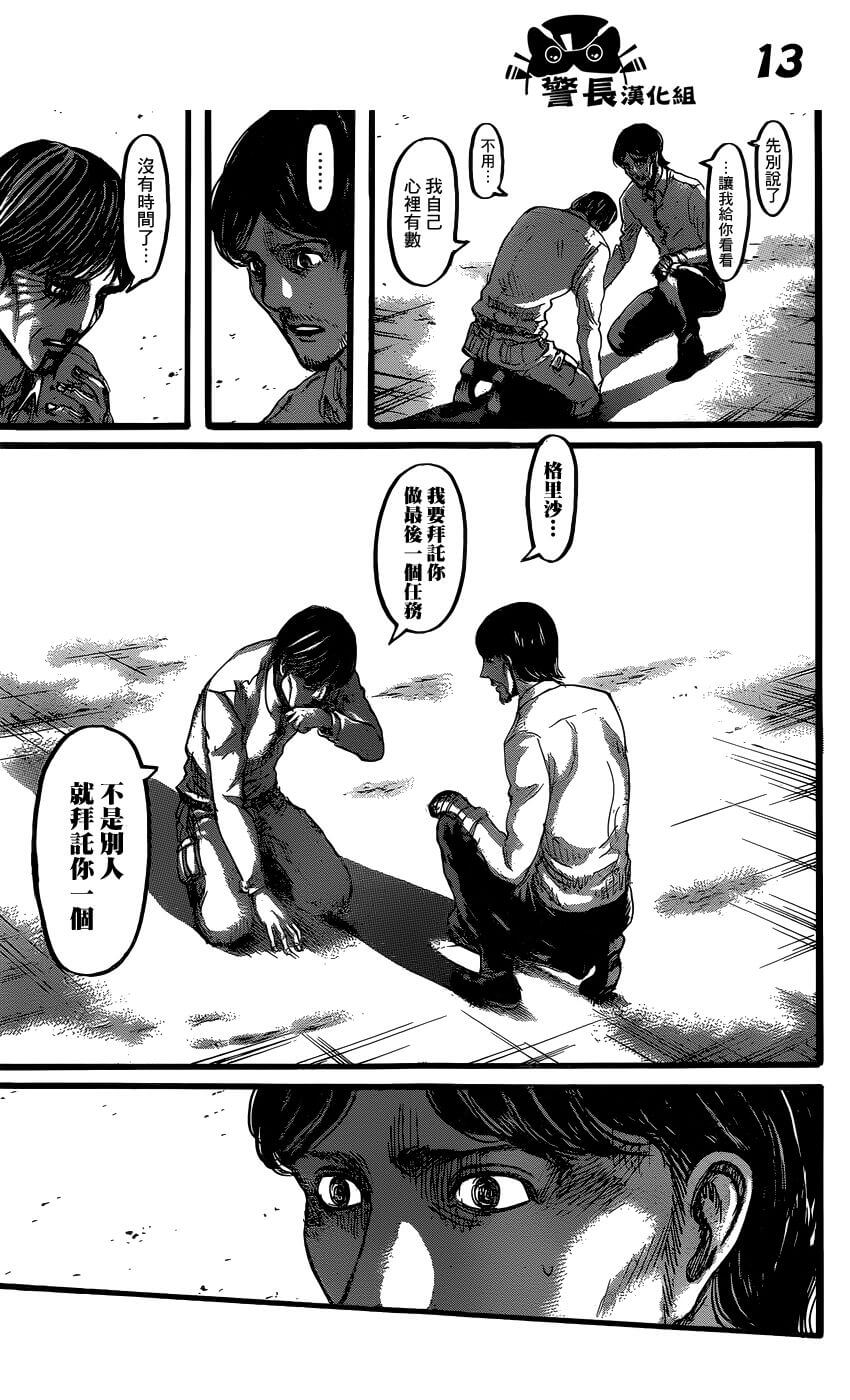 13
警長漢化組
先別說了
…讓我給你看看
不用…
我自己
心裡有數
……
沒有時間了…
格里沙…
我要拜託你
做最後一個任務
不是別人
就拜託你一個